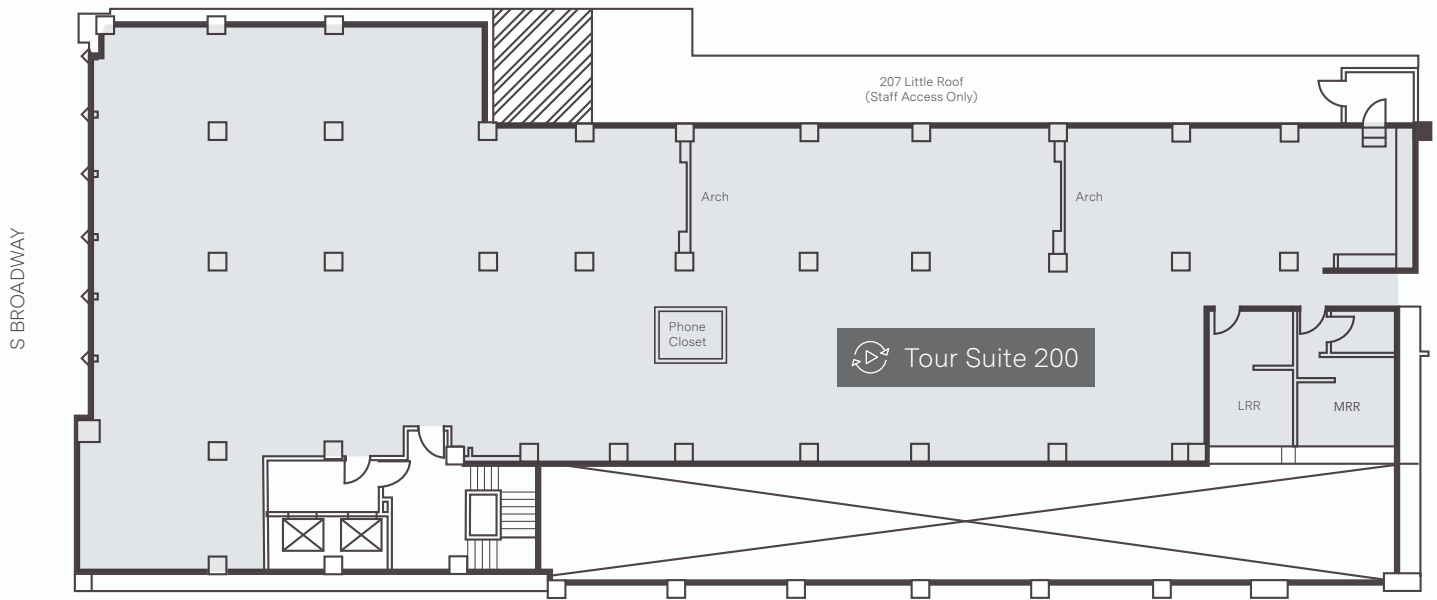 207 Little Roof
(Staff Access Only)
Arch
Arch
S BROADWAY
Phone
Closet
Tour Suite 200
LRR
MRR